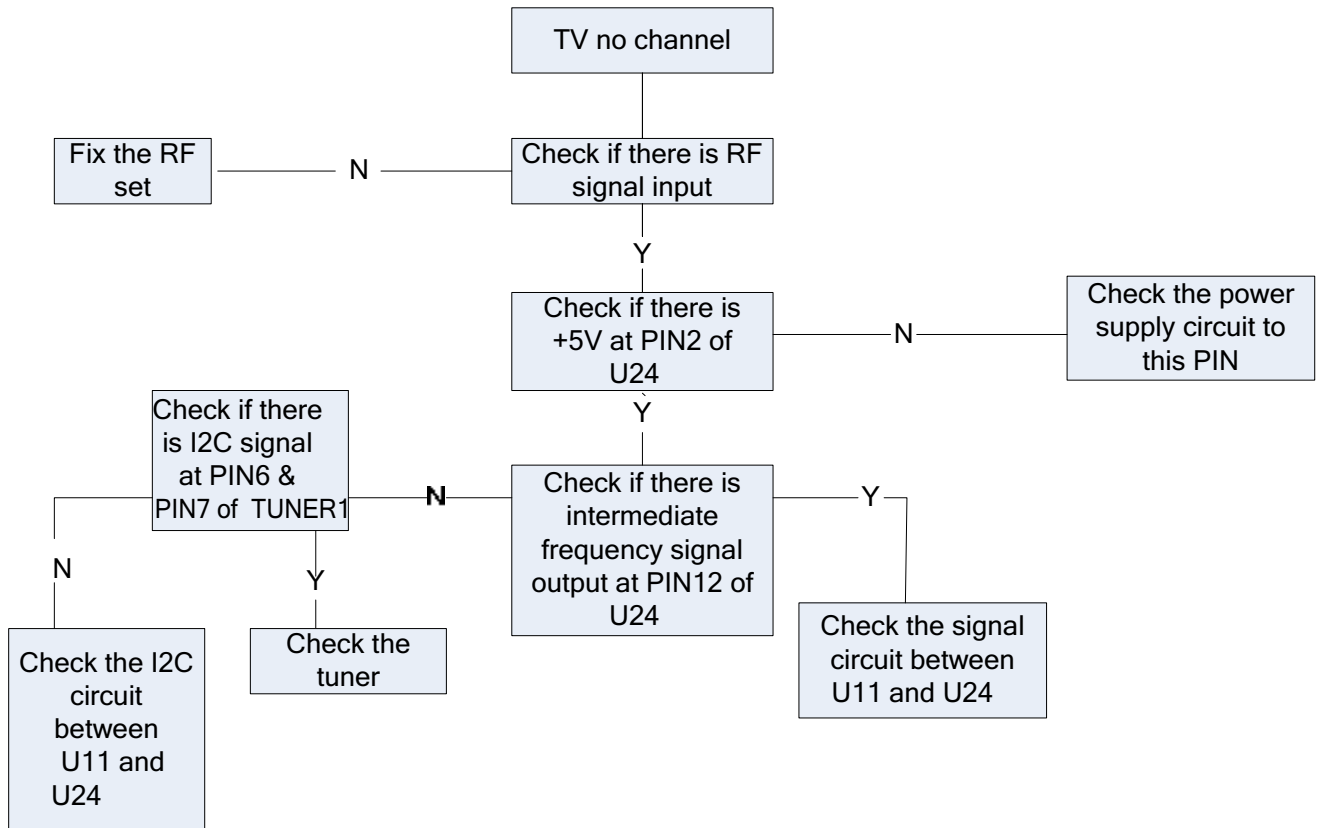 TV no channel
Fix the RF
set
N
Check if there is RF
signal input
Y
Check if there is
+5V at PIN2 of
U24
N
Check the power
supply circuit to
this PIN
Y
Check if there
is I2C signal
at PIN6 &
PIN7 of TUNER1
N
Check if there is
intermediate
frequency signal
output at PIN12 of
U24
Y
N
Y
Check the I2C
circuit
between
U11 and
U24
Check the
tuner
Check the signal
circuit between
U11 and U24